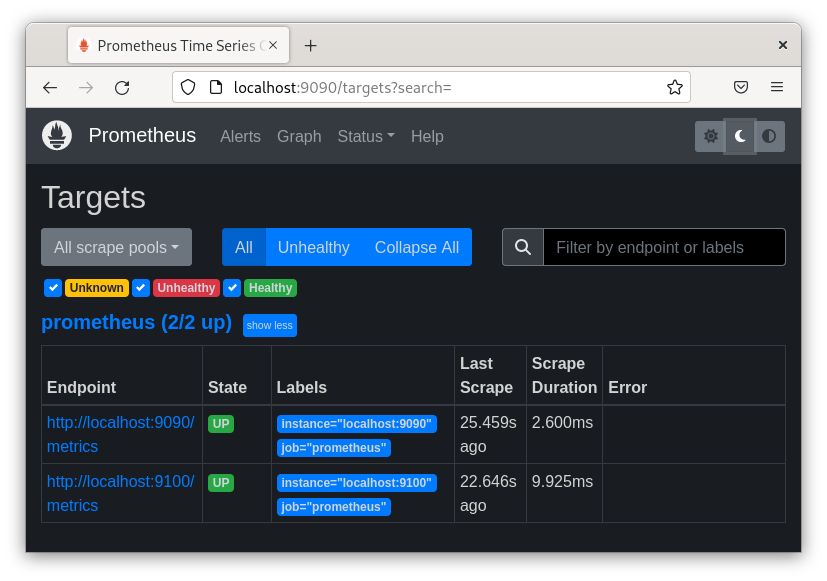 Prometheus Time Series C
localhost:9090/targets?search=
Prometheus Alerts Graph Status Help
Targets
All scrape pools All Unhealthy Collapse All Filter by endpoint or labels
Unknown Unhealthy Healthy
prometheus (2/2 up) show less
Endpoint State Labels Last Scrape Scrape Duration Error
http://localhost:9090/metrics UP instance="localhost:9090" job="prometheus" 25.459s ago 2.600ms
http://localhost:9100/metrics UP instance="localhost:9100" job="prometheus" 22.646s ago 9.925ms